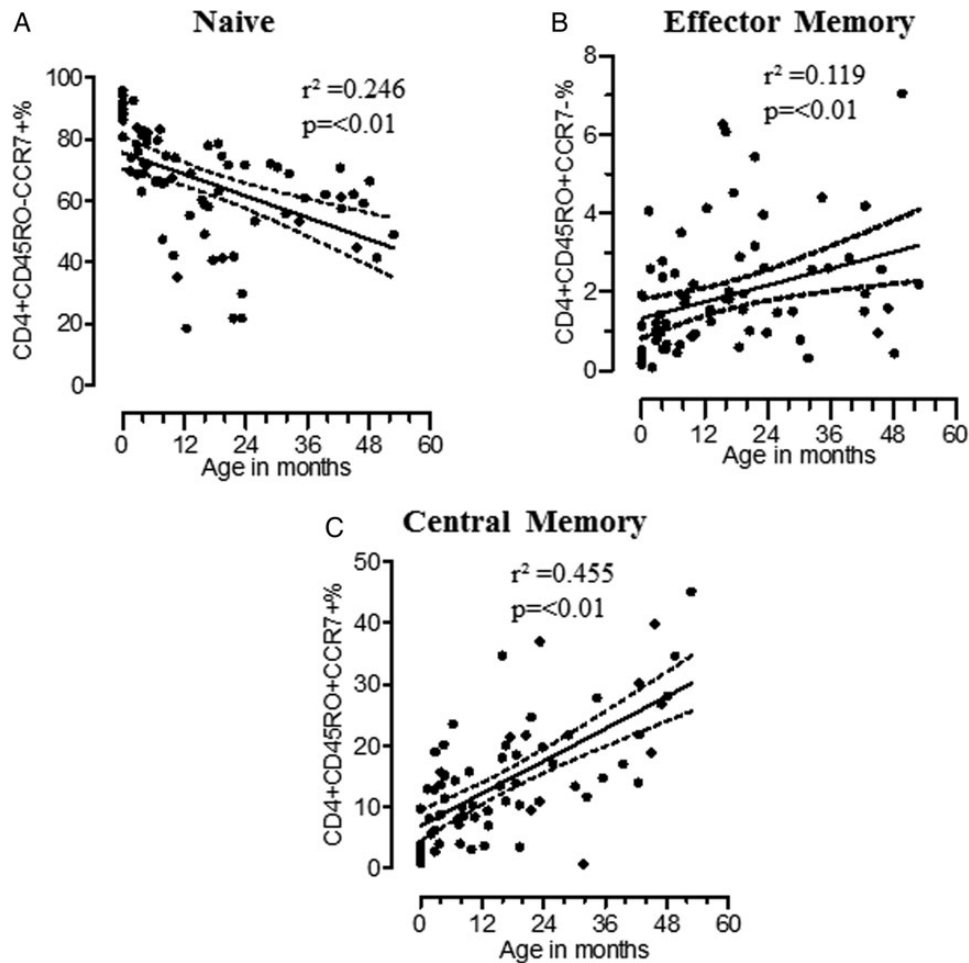 A
Naive
r² =0.246
p=<0.01
CD4+CD45RO-CCR7+%
100
80
60
40
20
0
0 12 24 36 48 60
Age in months
B
Effector Memory
r² =0.119
p=<0.01
CD4+CD45RO+CCR7-%
8
6
4
2
0
0 12 24 36 48 60
Age in months
C
Central Memory
r² =0.455
p=<0.01
CD4+CD45RO+CCR7+%
50
40
30
20
10
0
0 12 24 36 48 60
Age in months